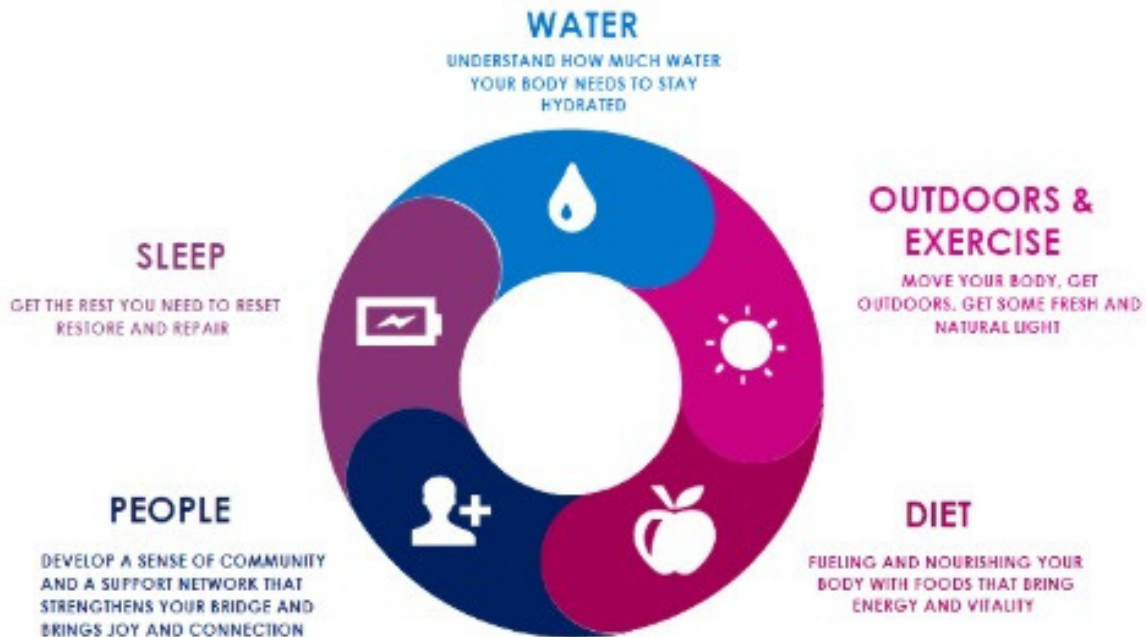 WATER
UNDERSTAND HOW MUCH WATER
YOUR BODY NEEDS TO STAY
HYDRATED
OUTDOORS &
EXERCISE
MOVE YOUR BODY, GET
OUTDOORS. GET SOME FRESH AND
NATURAL LIGHT
DIET
FUELING AND NOURISHING YOUR
BODY WITH FOODS THAT BRING
ENERGY AND VITALITY
PEOPLE
DEVELOP A SENSE OF COMMUNITY
AND A SUPPORT NETWORK THAT
STRENGTHENS YOUR BRIDGE AND
BRINGS JOY AND CONNECTION
SLEEP
GET THE REST YOU NEED TO RESET
RESTORE AND REPAIR